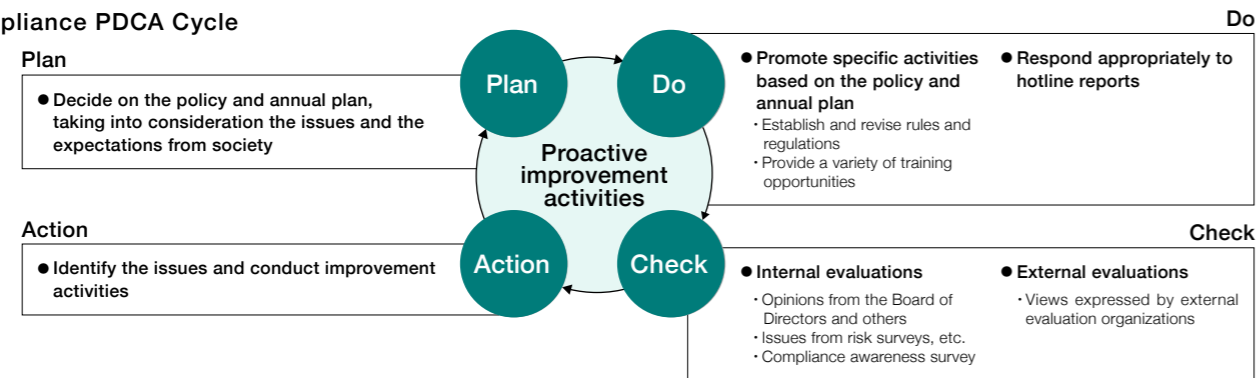 pliance PDCA Cycle
Plan
● Decide on the policy and annual plan,
taking into consideration the issues and the
expectations from society
Plan
Do
Proactive
improvement
activities
Action
Check
Do
● Promote specific activities
based on the policy and
annual plan
・Establish and revise rules and
regulations
・Provide a variety of training
opportunities
● Respond appropriately to
hotline reports
Action
● Identify the issues and conduct improvement
activities
Check
● Internal evaluations
・Opinions from the Board of
Directors and others
・Issues from risk surveys, etc.
・Compliance awareness survey
● External evaluations
・Views expressed by external
evaluation organizations